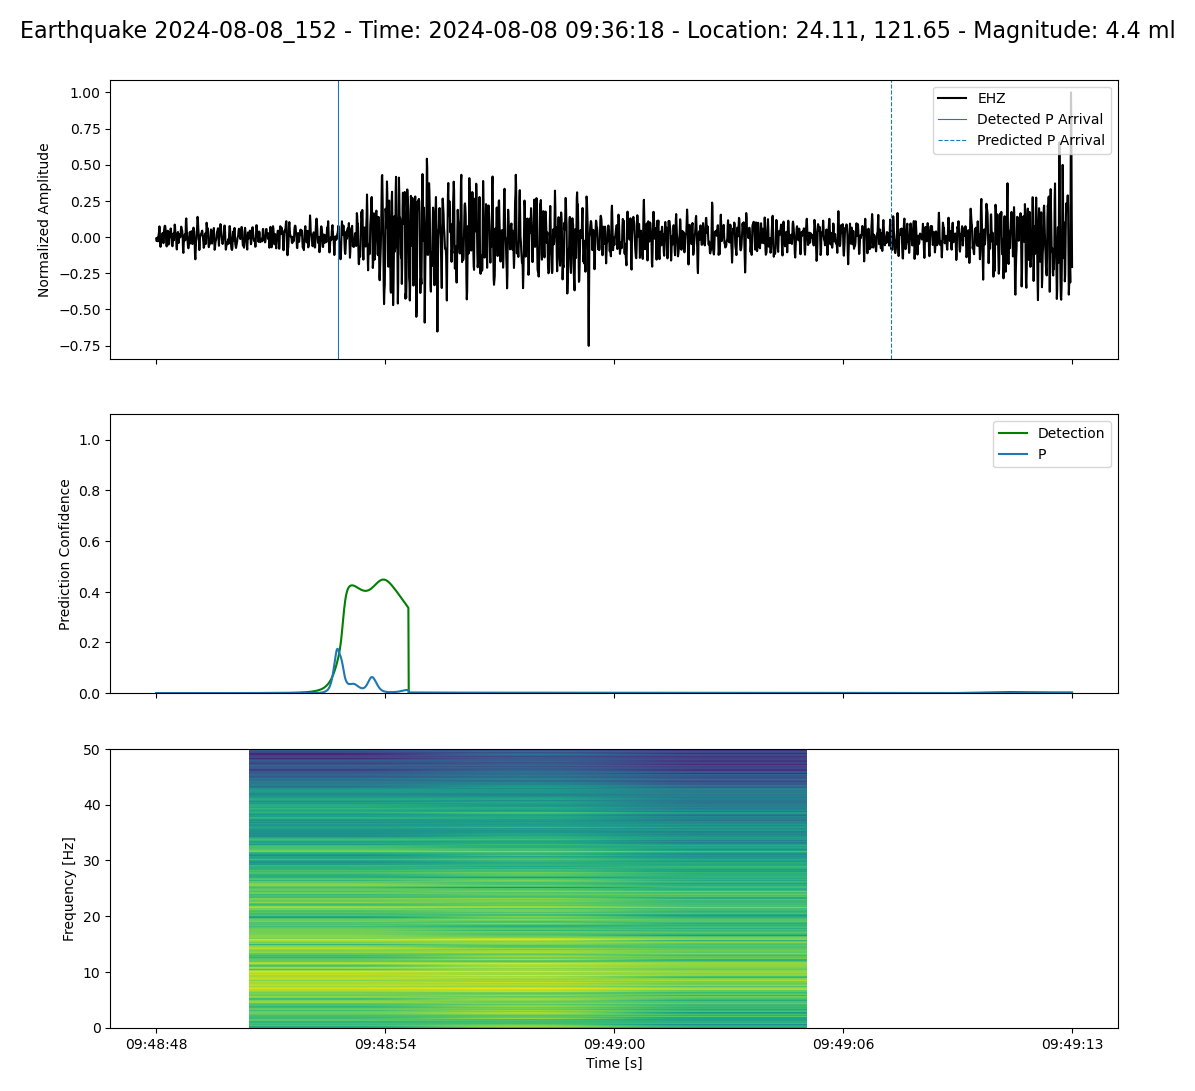 Earthquake 2024-08-08_152 - Time: 2024-08-08 09:36:18 - Location: 24.11, 121.65 - Magnitude: 4.4 ml
Normalized Amplitude
1.00
0.75
0.50
0.25
0.00
−0.25
−0.50
−0.75
EHZ
Detected P Arrival
Predicted P Arrival
Prediction Confidence
1.0
0.8
0.6
0.4
0.2
0.0
Detection
P
Frequency [Hz]
50
40
30
20
10
0
09:48:48 09:48:54 09:49:00 09:49:06 09:49:13
Time [s]